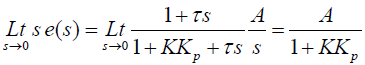 Lt s→0 s e(s) = Lt s→0 (1 + τs)/(1 + KK_p + τs) A/s = A/(1 + KK_p)